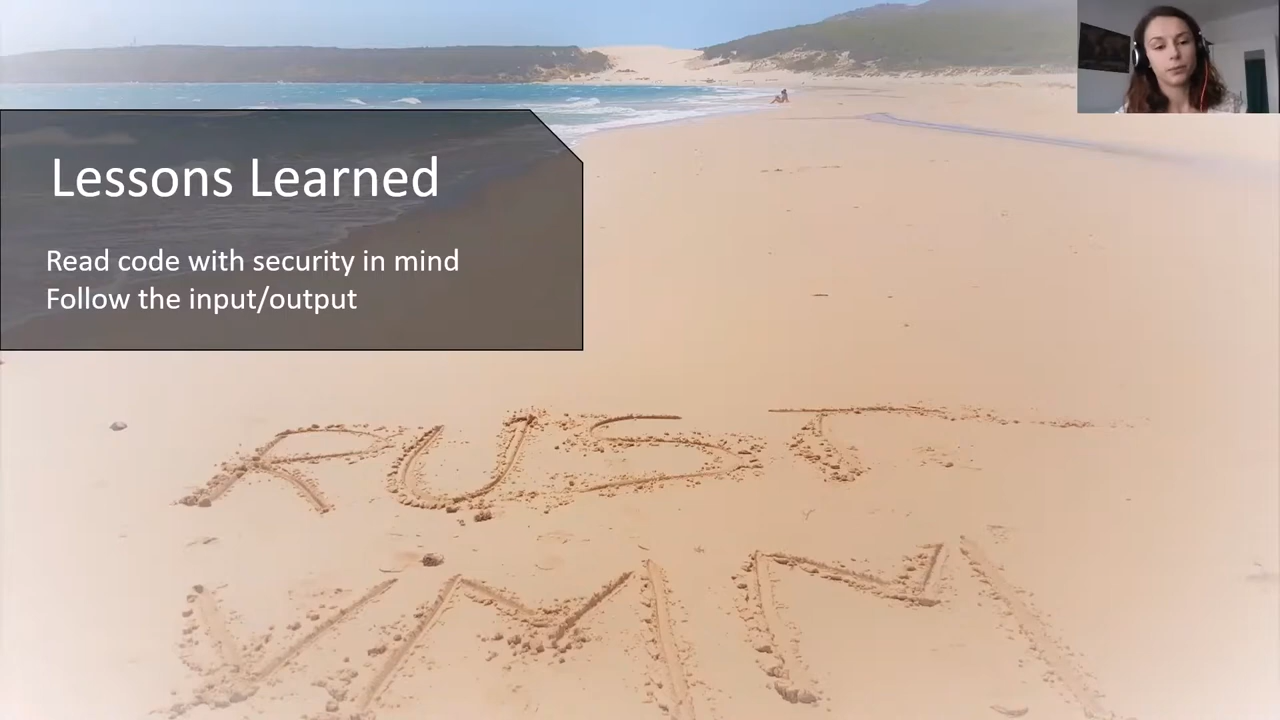 Lessons Learned
Read code with security in mind
Follow the input/output
RUST
VMM